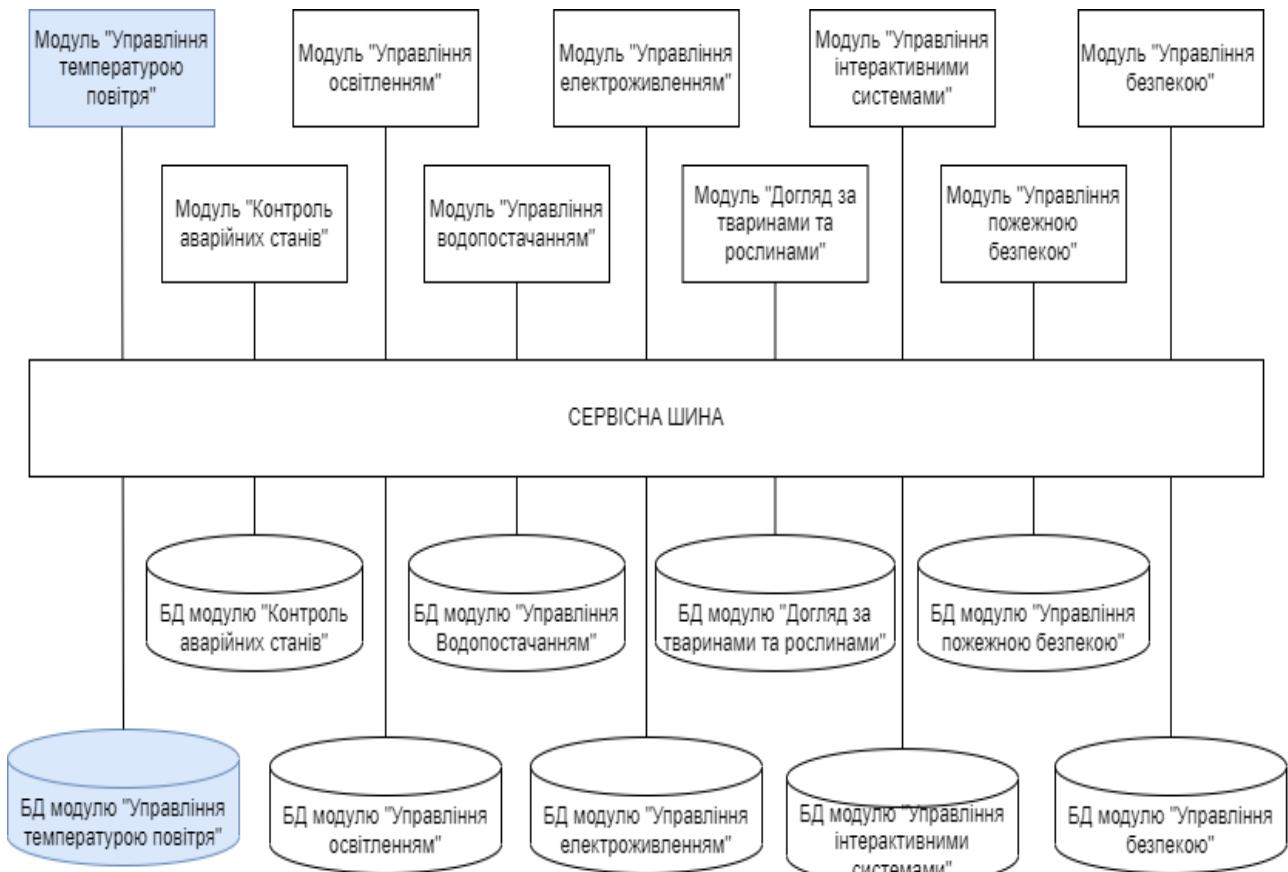 Модуль "Управління
температурою
повітря"
Модуль "Управління
освітленням"
Модуль "Управління
електроживленням"
Модуль "Управління
інтерактивними
системами"
Модуль "Управління
безпекою"
Модуль "Контроль
аварійних станів"
Модуль "Управління
водопостачанням"
Модуль "Догляд за
тваринами та
рослинами"
Модуль "Управління
пожежною
безпекою"
СЕРВІСНА ШИНА
БД модулю "Контроль
аварійних станів"
БД модулю "Управління
Водопостачанням"
БД модулю "Догляд за
тваринами та рослинами"
БД модулю "Управління
пожежною безпекою"
БД модулю "Управління
температурою повітря"
БД модулю "Управління
освітленням"
БД модулю "Управління
електроживленням"
БД модулю "Управління
інтерактивними
системами"
БД модулю "Управління
безпекою"